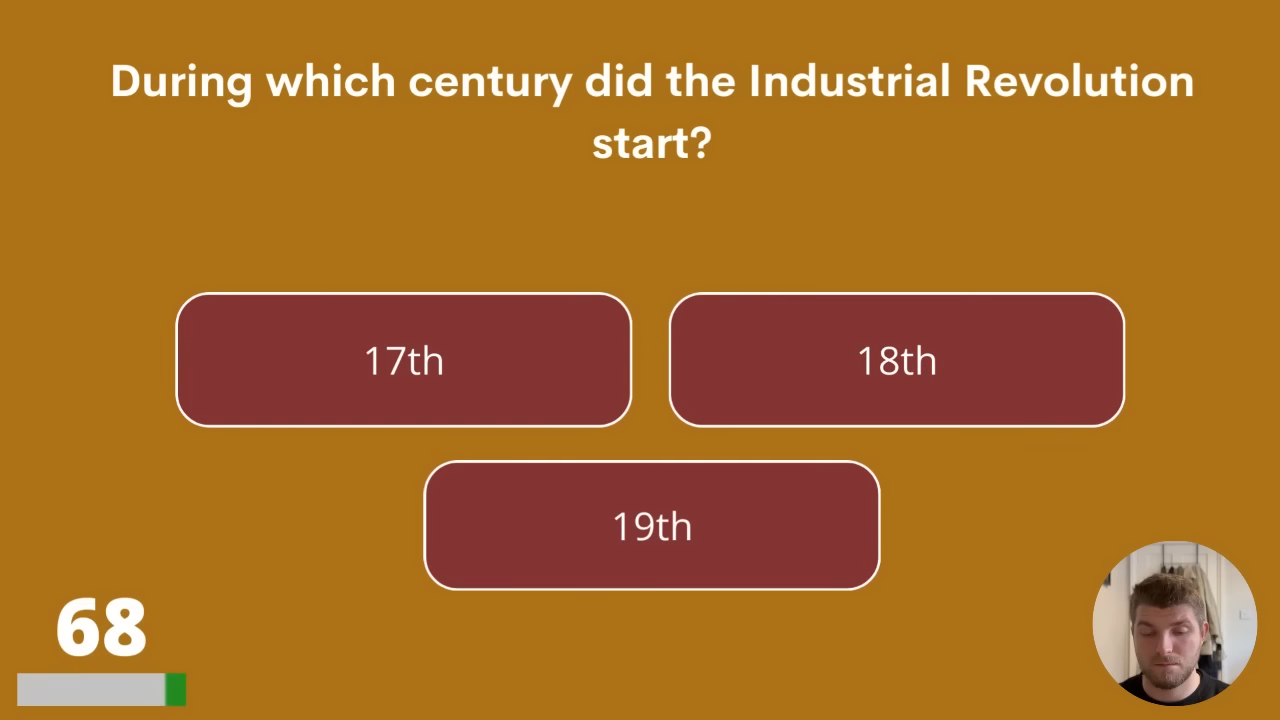 During which century did the Industrial Revolution
start?
17th
18th
19th
68